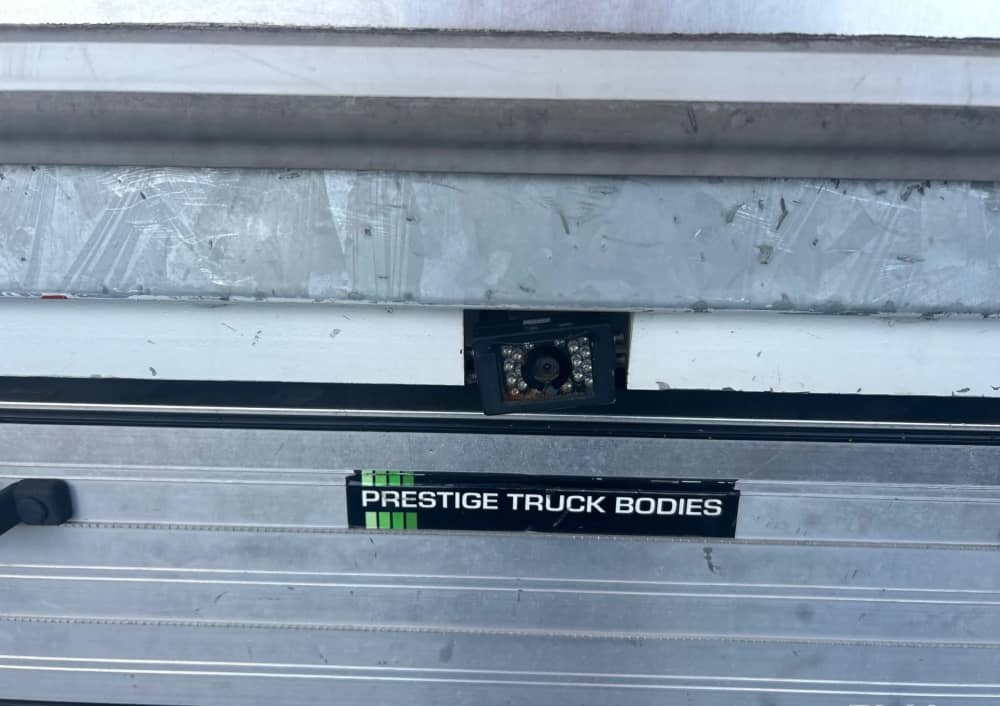 PRESTIGE TRUCK BODIES